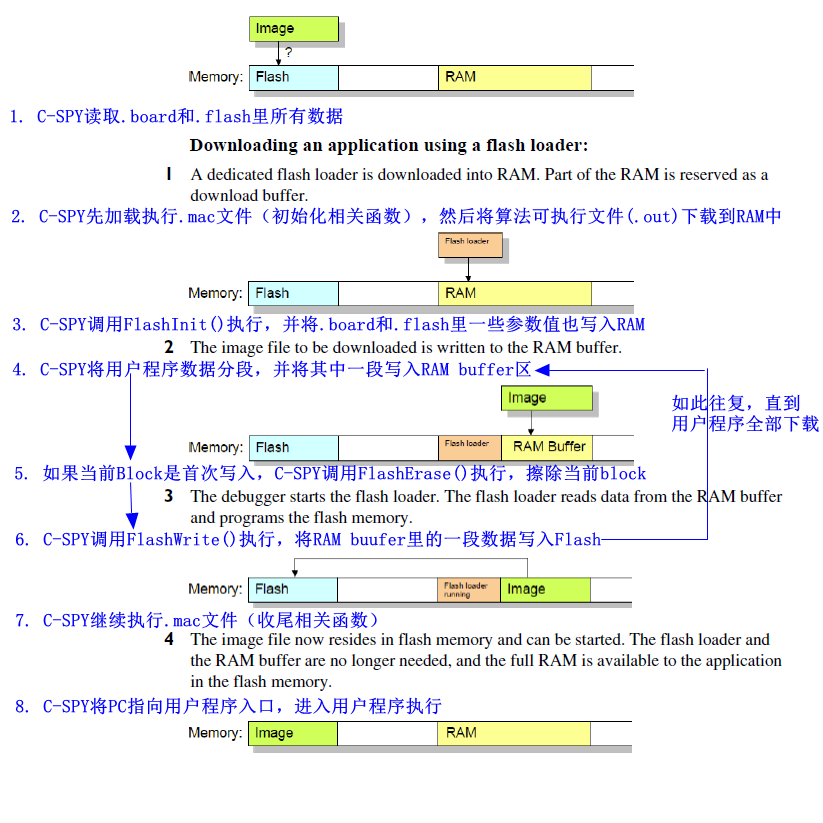 Image
?
Memory: Flash RAM
1. C-SPY读取.board和.flash里所有数据
Downloading an application using a flash loader:
1 A dedicated flash loader is downloaded into RAM. Part of the RAM is reserved as a
download buffer.
2. C-SPY先加载执行.mac文件（初始化相关函数），然后将算法可执行文件(.out)下载到RAM中
Flash loader
Memory: Flash RAM
3. C-SPY调用FlashInit()执行，并将.board和.flash里一些参数值也写入RAM
2 The image file to be downloaded is written to the RAM buffer.
4. C-SPY将用户程序数据分段，并将其中一段写入RAM buffer区
Image
如此往复，直到
用户程序全部下载
Memory: Flash Flash loader RAM Buffer
5. 如果当前Block是首次写入，C-SPY调用FlashErase()执行，擦除当前block
3 The debugger starts the flash loader. The flash loader reads data from the RAM buffer
and programs the flash memory.
6. C-SPY调用FlashWrite()执行，将RAM buufer里的一段数据写入Flash
Memory: Flash Flash loader running Image
7. C-SPY继续执行.mac文件（收尾相关函数）
4 The image file now resides in flash memory and can be started. The flash loader and
the RAM buffer are no longer needed, and the full RAM is available to the application
in the flash memory.
8. C-SPY将PC指向用户程序入口，进入用户程序执行
Memory: Image RAM